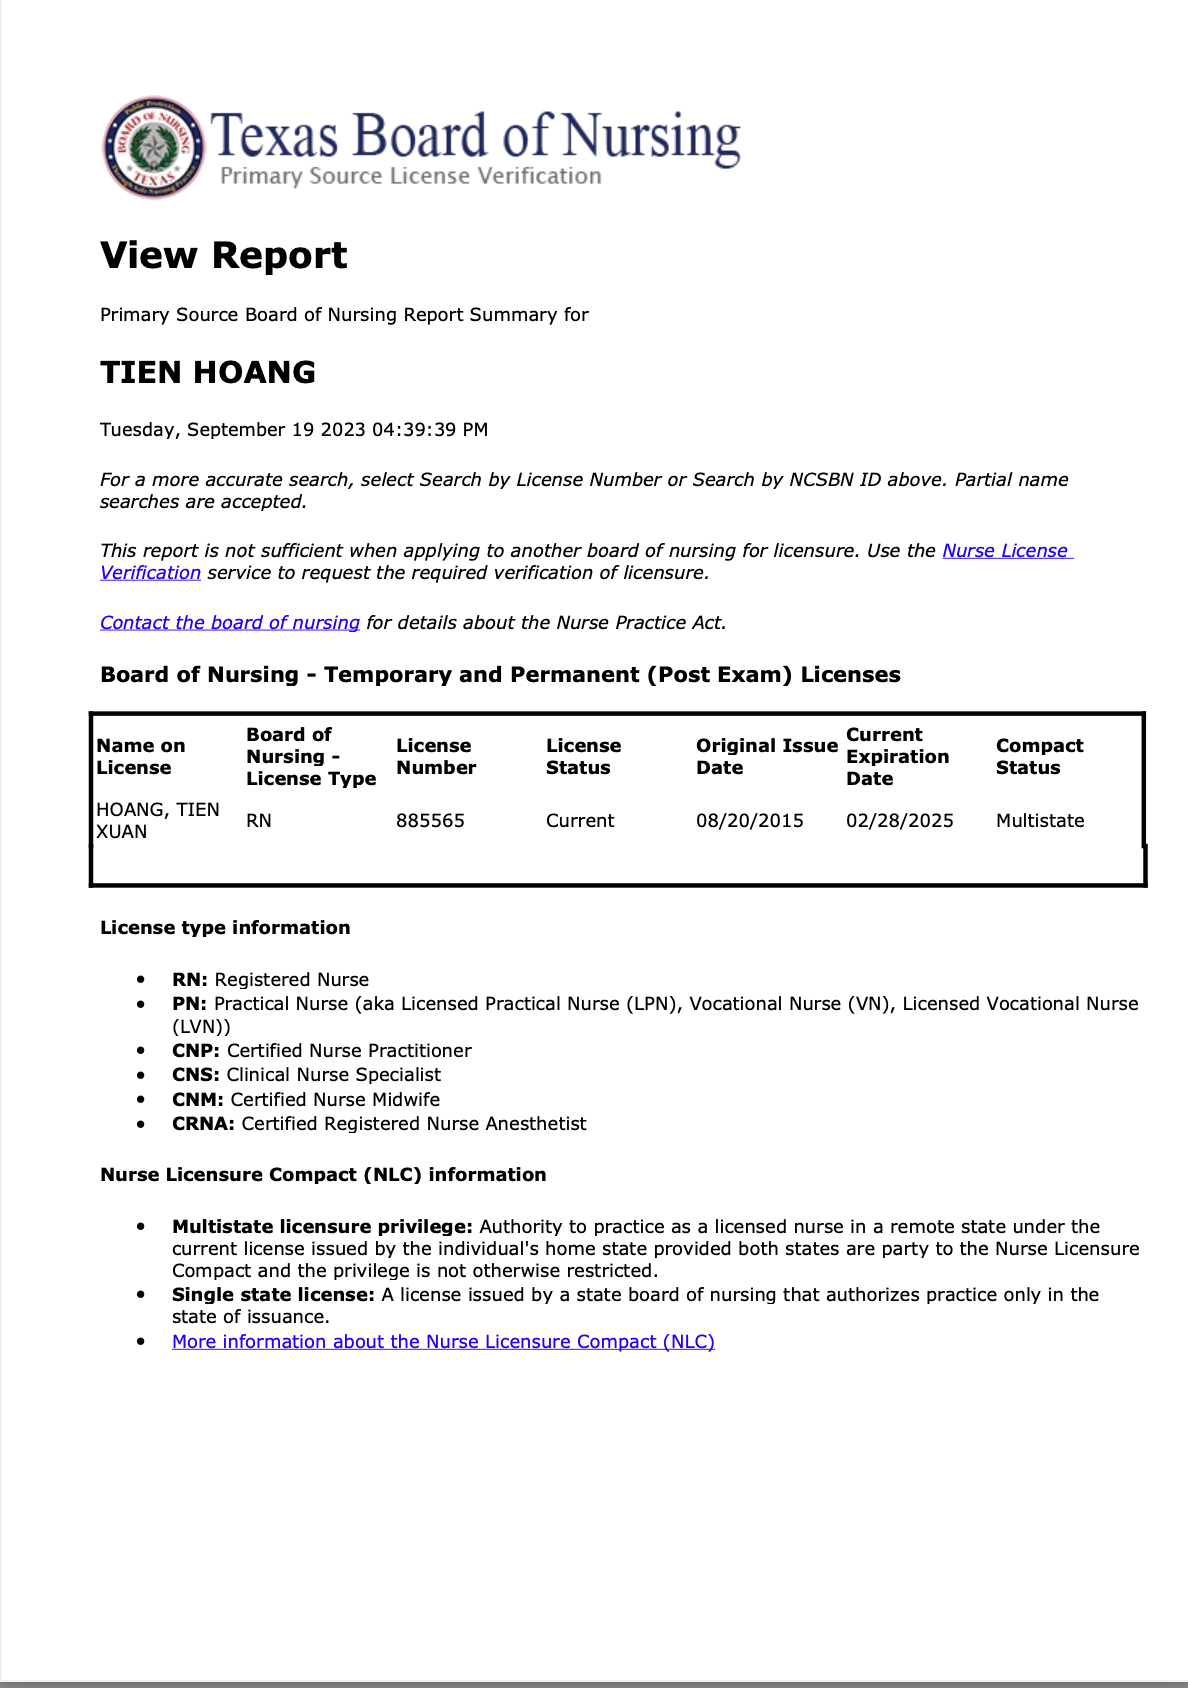 Public Protection
BOARD OF NURSING
TEXAS
Texas Board of Nursing
Primary Source License Verification
View Report
Primary Source Board of Nursing Report Summary for
TIEN HOANG
Tuesday, September 19 2023 04:39:39 PM
For a more accurate search, select Search by License Number or Search by NCSBN ID above. Partial name
searches are accepted.
This report is not sufficient when applying to another board of nursing for licensure. Use the Nurse License
Verification service to request the required verification of licensure.
Contact the board of nursing for details about the Nurse Practice Act.
Board of Nursing - Temporary and Permanent (Post Exam) Licenses
Name on
License
Board of
Nursing -
License Type
License
Number
License
Status
Original Issue
Date
Current
Expiration
Date
Compact
Status
HOANG, TIEN
XUAN
RN
885565
Current
08/20/2015
02/28/2025
Multistate
License type information
• RN: Registered Nurse
• PN: Practical Nurse (aka Licensed Practical Nurse (LPN), Vocational Nurse (VN), Licensed Vocational Nurse
(LVN))
• CNP: Certified Nurse Practitioner
• CNS: Clinical Nurse Specialist
• CNM: Certified Nurse Midwife
• CRNA: Certified Registered Nurse Anesthetist
Nurse Licensure Compact (NLC) information
• Multistate licensure privilege: Authority to practice as a licensed nurse in a remote state under the
current license issued by the individual's home state provided both states are party to the Nurse Licensure
Compact and the privilege is not otherwise restricted.
• Single state license: A license issued by a state board of nursing that authorizes practice only in the
state of issuance.
• More information about the Nurse Licensure Compact (NLC)